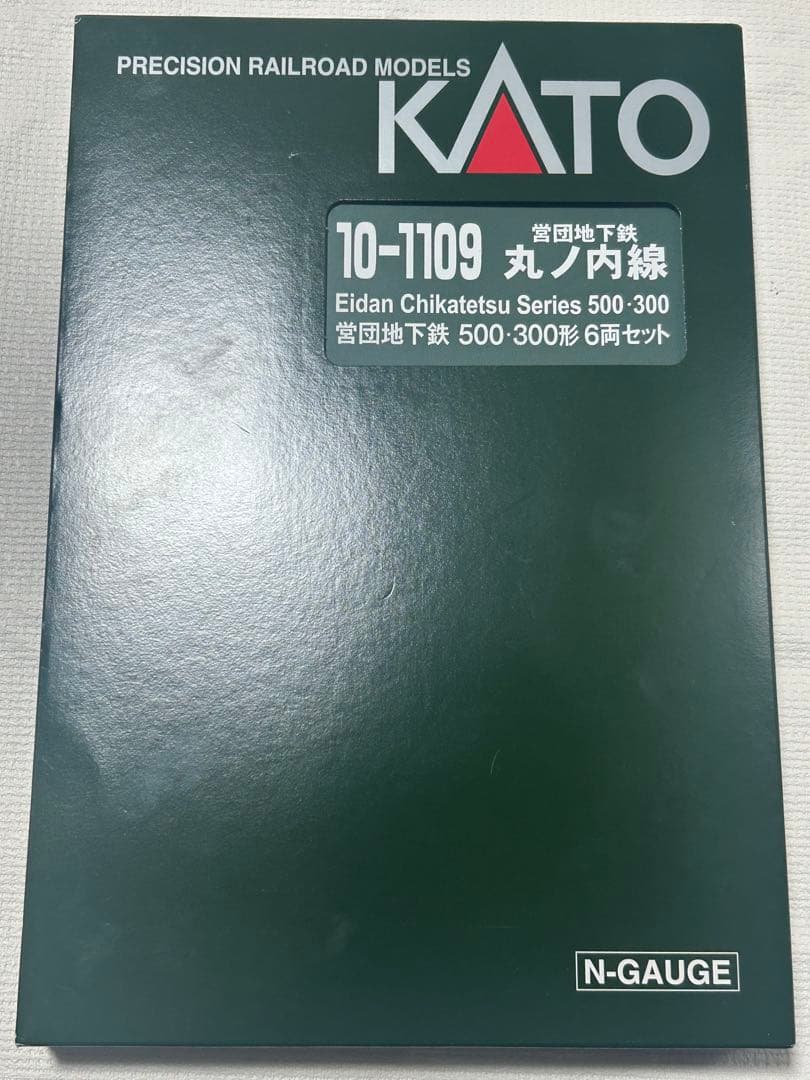 PRECISION RAILROAD MODELS
KATO
10-1109
営団地下鉄
丸ノ内線
Eidan Chikatetsu Series 500·300
営団地下鉄 500·300形 6両セット
N-GAUGE